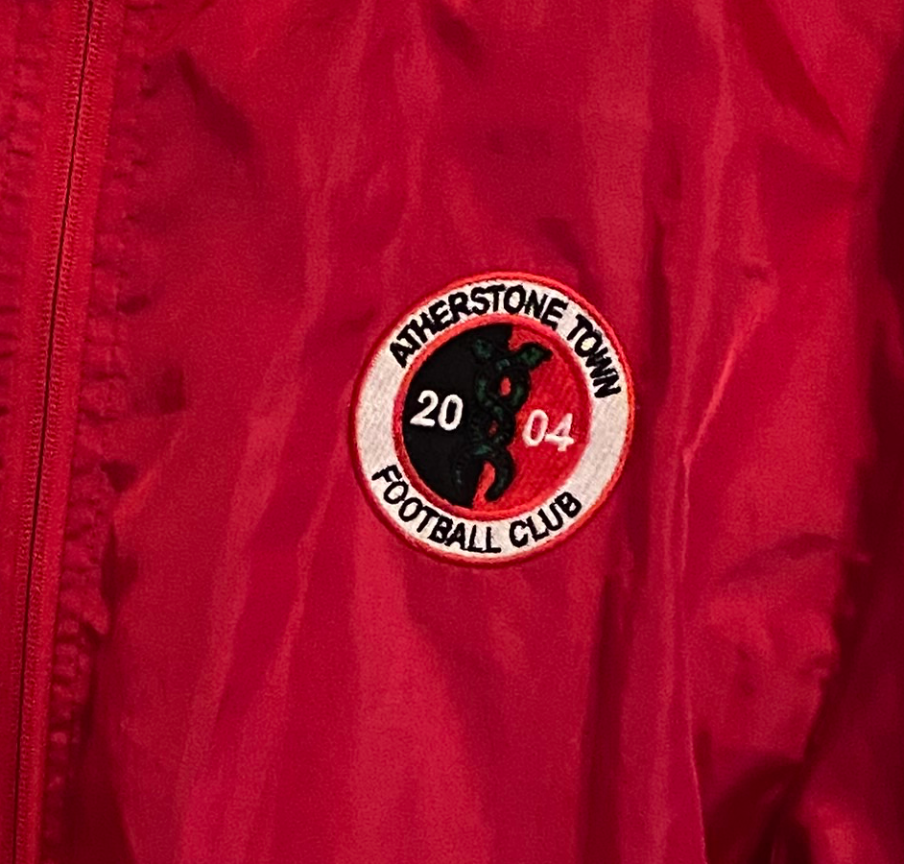 ATHERSTONE TOWN
20 04
FOOTBALL CLUB